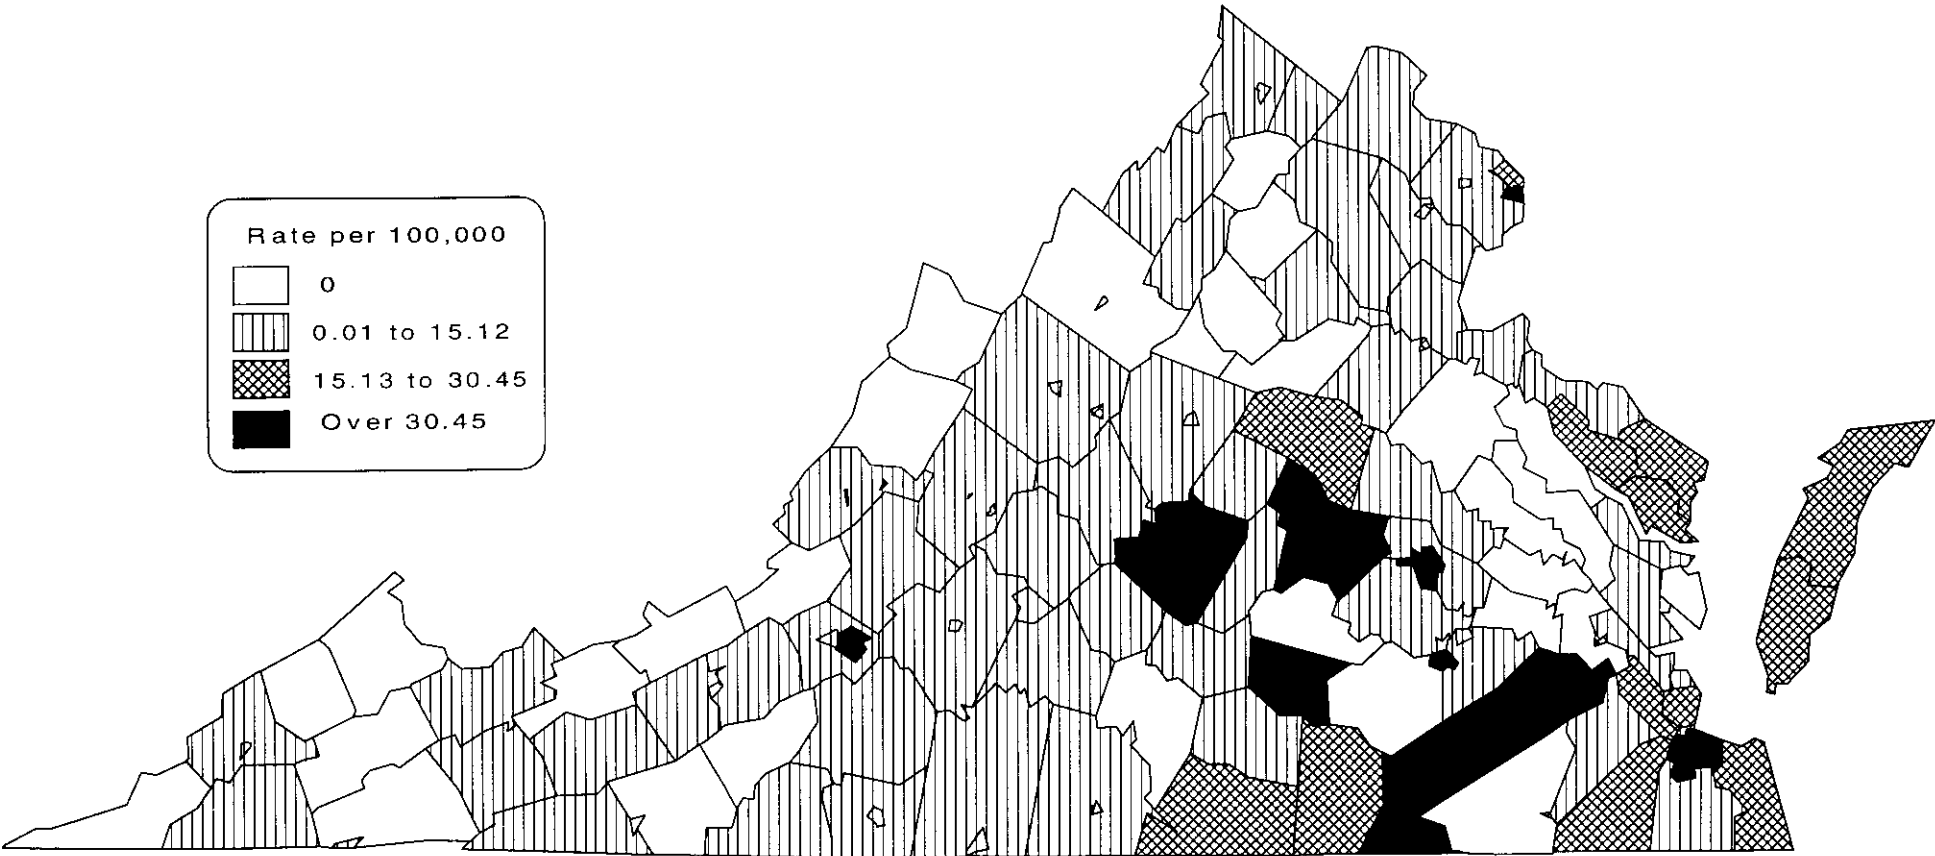 Rate per 100,000
0
0.01 to 15.12
15.13 to 30.45
Over 30.45